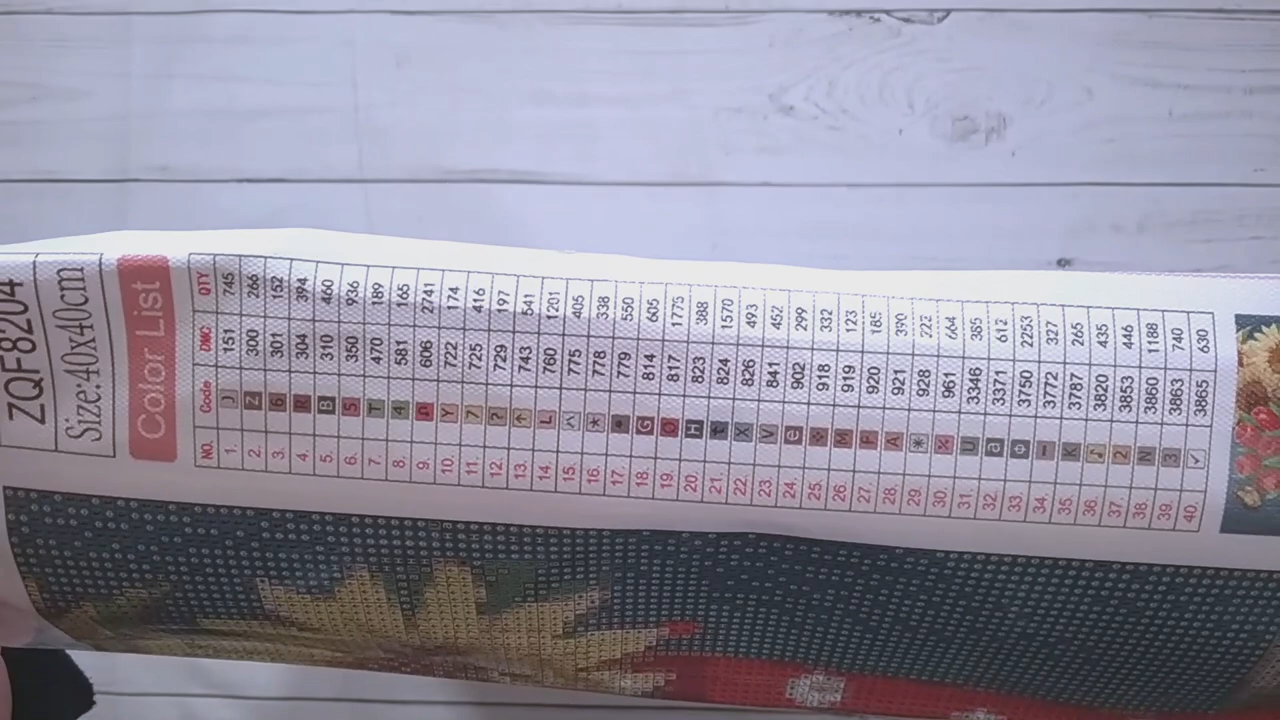 ZQF8204
Size:40x40cm
Color List
NO. Code DMC QTY
1. J 151 745
2. Z 300 266
3. 6 301 152
4. R 304 394
5. B 310 460
6. S 350 936
7. T 470 189
8. 4 581 165
9. ♫ 606 2741
10. Y 722 174
11. 7 725 416
12. ? 729 197
13. ↑ 743 541
14. L 760 1201
15. 775 405
16. ★ 778 338
17. ● 779 550
18. G 814 605
19. 817 1775
20. H 823 388
21. 824 1570
22. X 826 493
23. V 841 452
24. e 902 299
25. ❖ 918 332
26. M 919 123
27. F 920 185
28. A 921 390
29. ✳ 928 222
30. % 961 664
31. U 3346 385
32. a 3371 612
33. Φ 3750 2253
34. 3772 327
35. K 3787 265
36. ♪ 3820 435
37. 2 3853 446
38. N 3860 1188
39. 3 3863 740
40. ✓ 3865 630